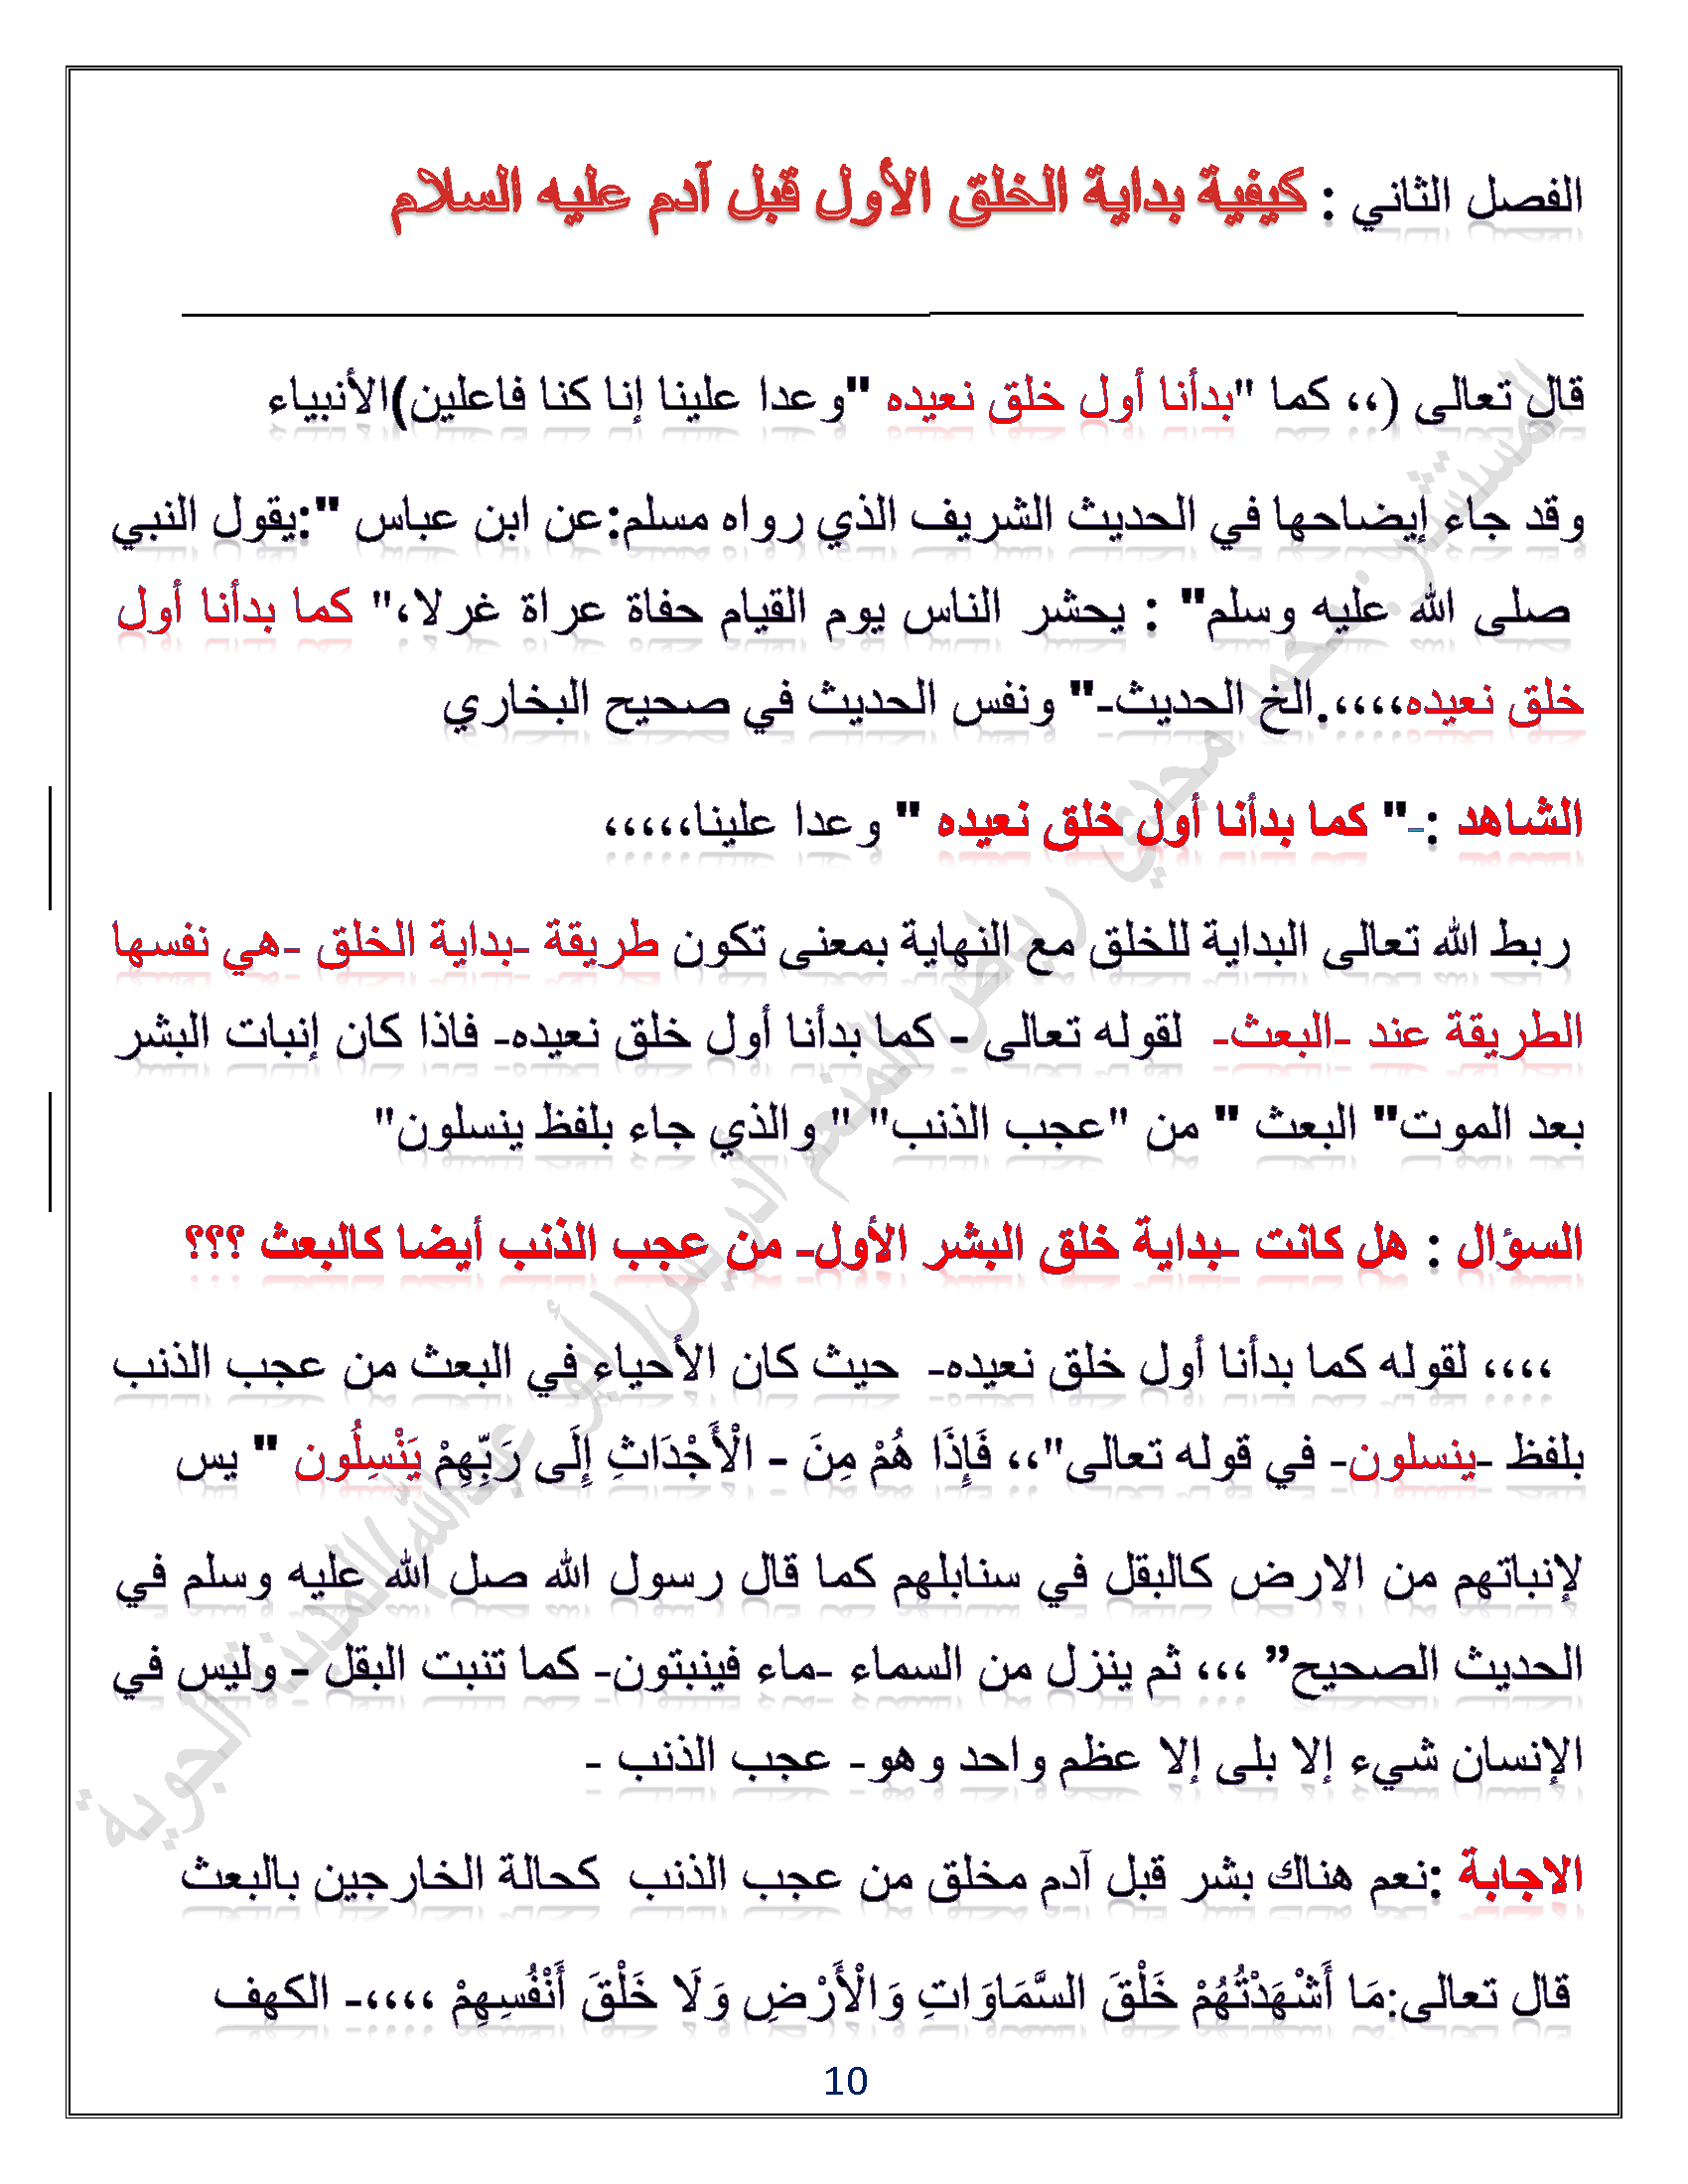 الفصل الثاني : كيفية بداية الخلق الأول قبل آدم عليه السلام
قال تعالى (،، كما "بدأنا أول خلق نعيده "وعدا علينا إنا كنا فاعلين)الأنبياء
وقد جاء إيضاحها في الحديث الشريف الذي رواه مسلم:عن ابن عباس ":يقول النبي
صلى الله عليه وسلم" : يحشر الناس يوم القيام حفاة عراة غرلا،" كما بدأنا أول
خلق نعيده،،،،.الخ الحديث-" ونفس الحديث في صحيح البخاري
الشاهد :-" كما بدأنا أول خلق نعيده " وعدا علينا،،،،،
ربط الله تعالى البداية للخلق مع النهاية بمعنى تكون طريقة -بداية الخلق -هي نفسها
الطريقة عند -البعث- لقوله تعالى - كما بدأنا أول خلق نعيده- فاذا كان إنبات البشر
بعد الموت" البعث " من "عجب الذنب" " والذي جاء بلفظ ينسلون"
السؤال : هل كانت -بداية خلق البشر الأول- من عجب الذنب أيضا كالبعث ؟؟؟
،،،، لقوله كما بدأنا أول خلق نعيده- حيث كان الأحياء في البعث من عجب الذنب
بلفظ -ينسلون- في قوله تعالى"،، فَإِذَا هُمْ مِنَ - الْأَجْدَاثِ إِلَى رَبِّهِمْ يَنْسِلُون " يس
لإنباتهم من الارض كالبقل في سنابلهم كما قال رسول الله صل الله عليه وسلم في
الحديث الصحيح” ،،، ثم ينزل من السماء -ماء فينبتون- كما تنبت البقل - وليس في
الإنسان شيء إلا بلى إلا عظم واحد وهو- عجب الذنب -
الاجابة :نعم هناك بشر قبل آدم مخلق من عجب الذنب كحالة الخارجين بالبعث
قال تعالى:مَا أَشْهَدْتُهُمْ خَلْقَ السَّمَاوَاتِ وَالْأَرْضِ وَلَا خَلْقَ أَنْفُسِهِمْ ،،،،- الكهف
10